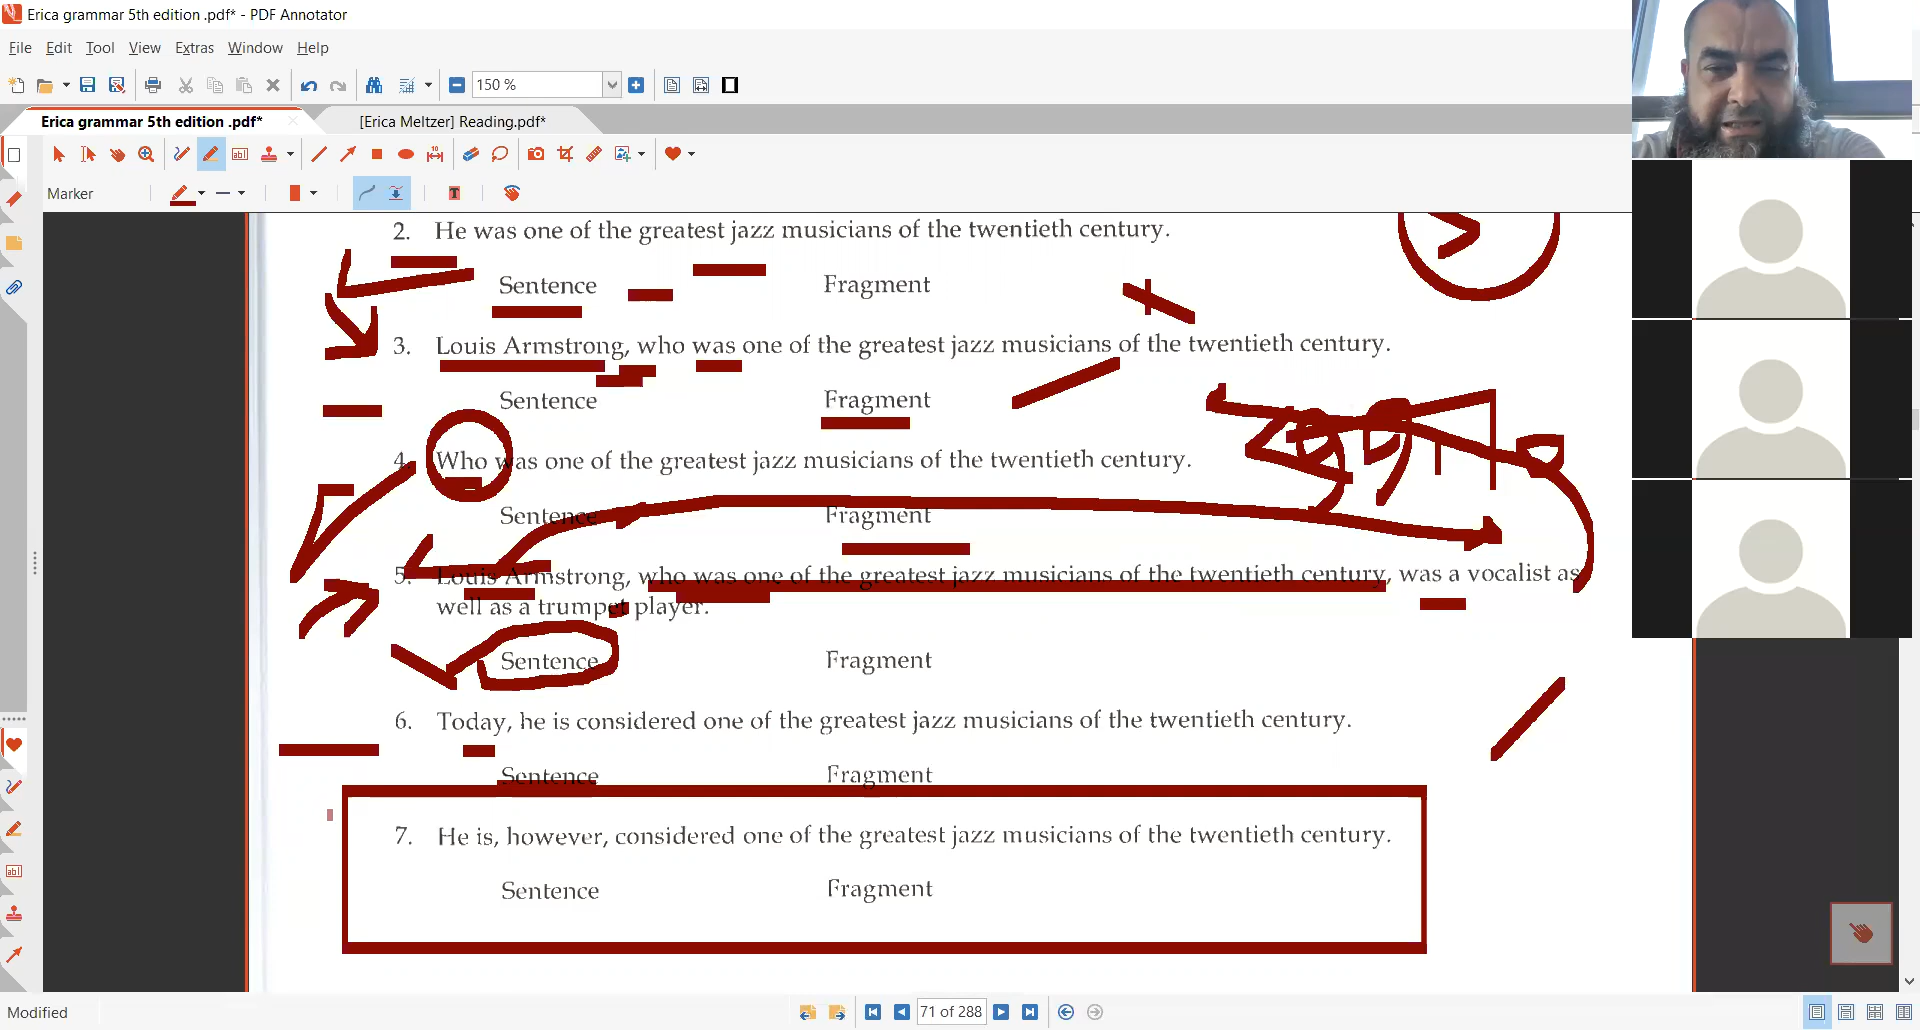 Erica grammar 5th edition .pdf* - PDF Annotator
File Edit Tool View Extras Window Help
150 %
Erica grammar 5th edition .pdf*
[Erica Meltzer] Reading.pdf*
Marker
2. He was one of the greatest jazz musicians of the twentieth century.
Sentence Fragment
3. Louis Armstrong, who was one of the greatest jazz musicians of the twentieth century.
Sentence Fragment
4. Who was one of the greatest jazz musicians of the twentieth century.
Sentence Fragment
5. Louis Armstrong, who was one of the greatest jazz musicians of the twentieth century, was a vocalist as
well as a trumpet player.
Sentence Fragment
6. Today, he is considered one of the greatest jazz musicians of the twentieth century.
Sentence Fragment
7. He is, however, considered one of the greatest jazz musicians of the twentieth century.
Sentence Fragment
Modified
71 of 288